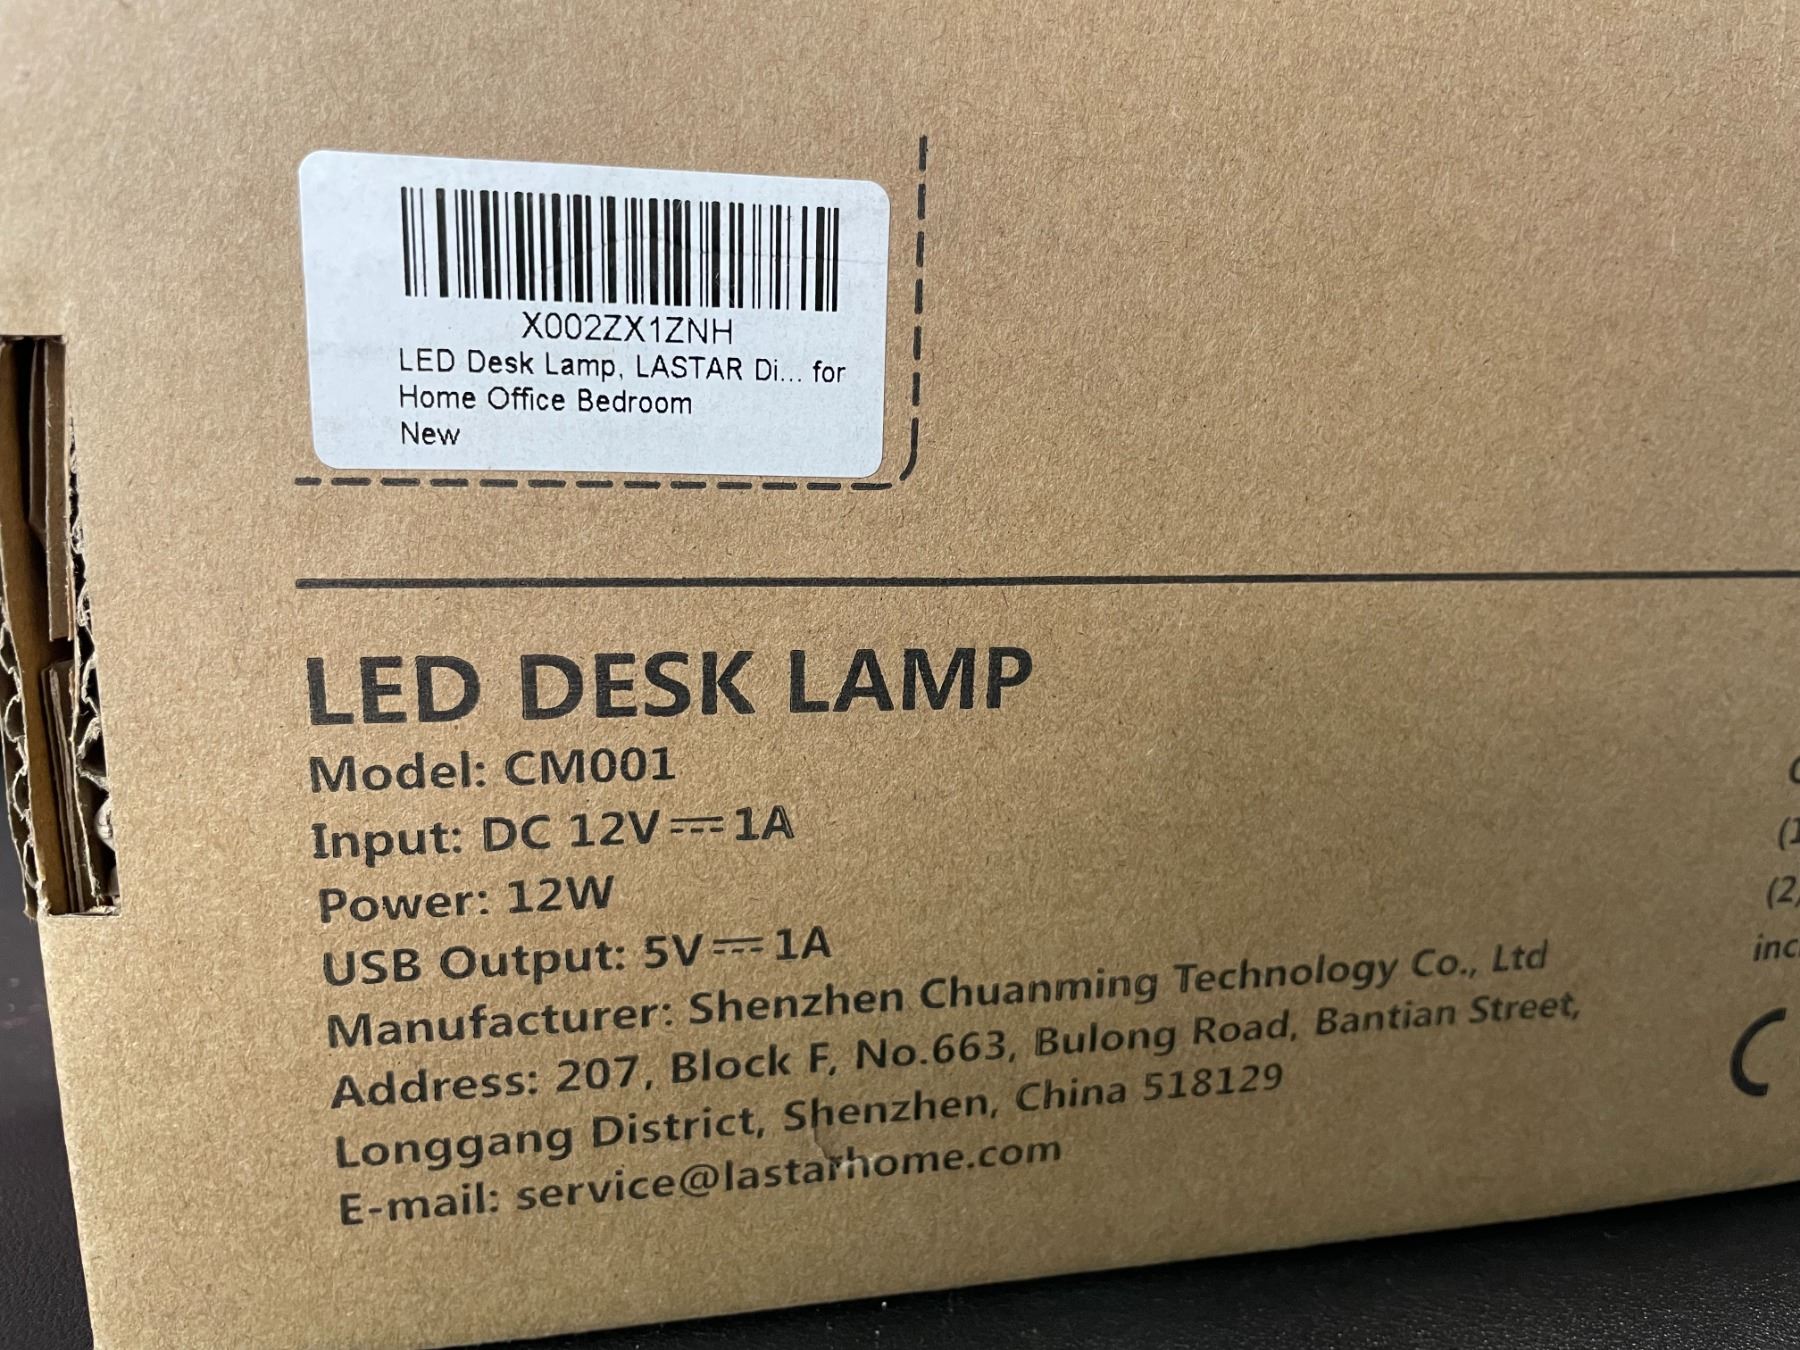 X002ZX1ZNH
LED Desk Lamp, LASTAR Di... for
Home Office Bedroom
New
LED DESK LAMP
Model: CM001
Input: DC 12V⎓1A
Power: 12W
USB Output: 5V⎓1A
Manufacturer: Shenzhen Chuanming Technology Co., Ltd
Address: 207, Block F, No.663, Bulong Road, Bantian Street,
Longgang District, Shenzhen, China 518129
E-mail: service@lastarhome.com
(2)